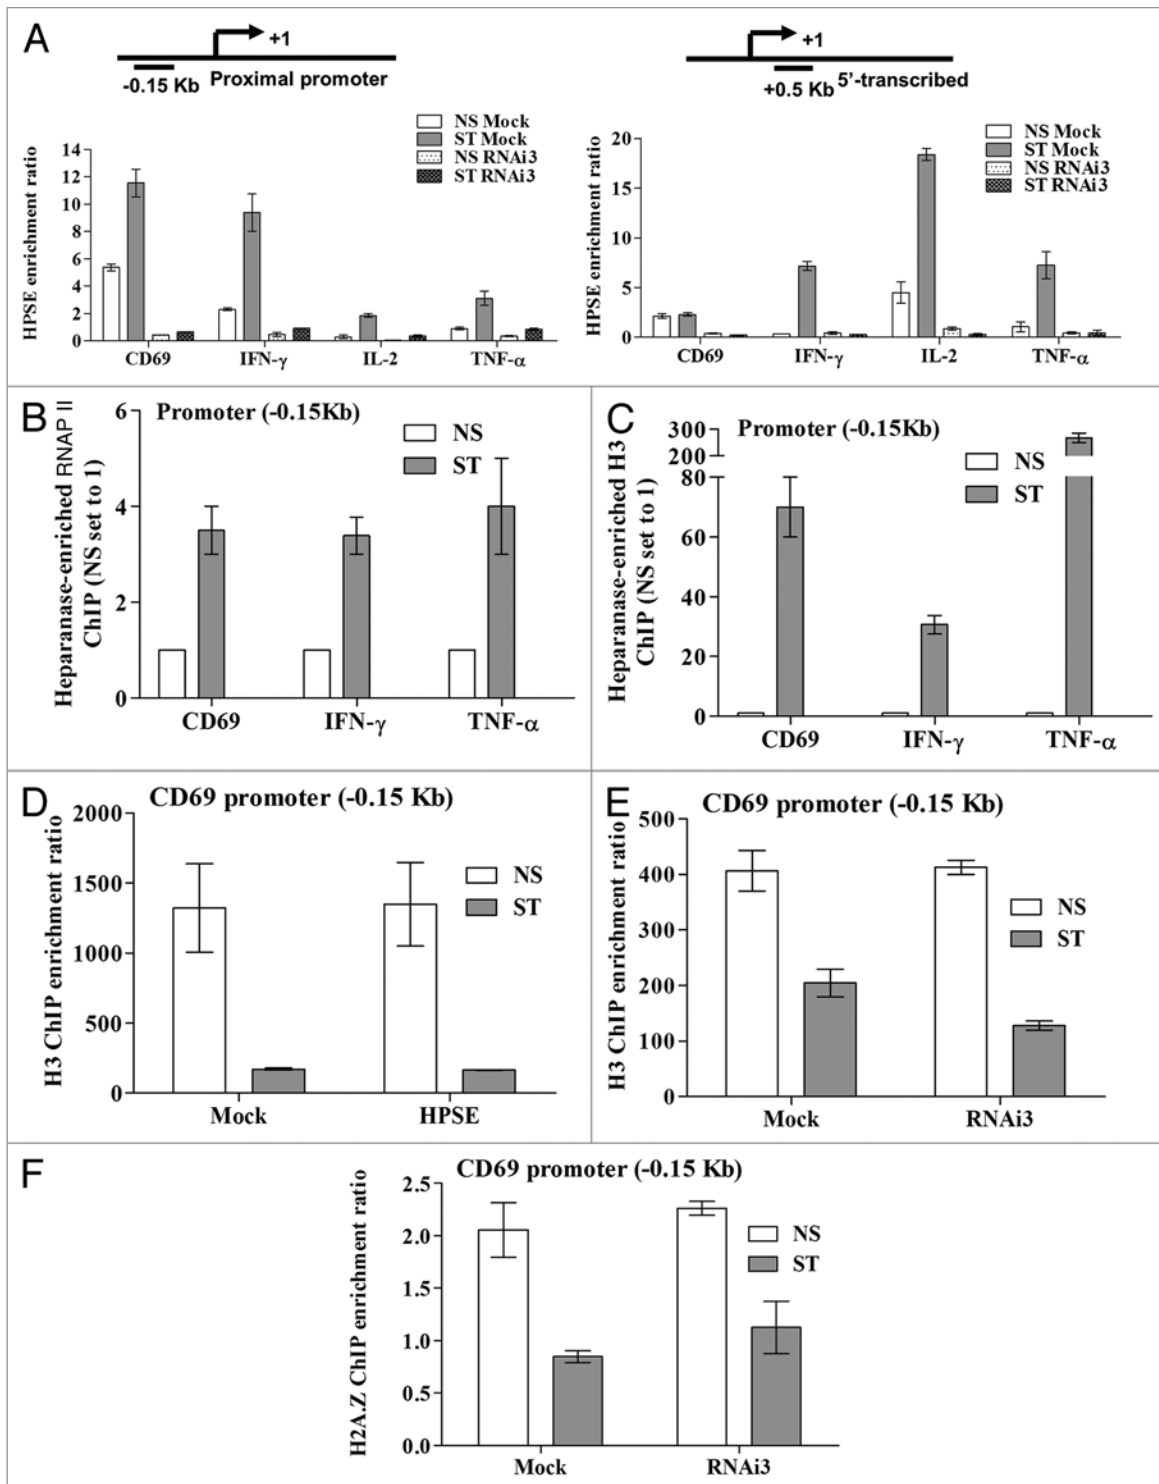 A
+1
-0.15 Kb
Proximal promoter
NS Mock
ST Mock
NS RNAi3
ST RNAi3
HPSE enrichment ratio
14
12
10
8
6
4
2
0
CD69
IFN-γ
IL-2
TNF-α
+1
+0.5 Kb
5'-transcribed
NS Mock
ST Mock
NS RNAi3
ST RNAi3
HPSE enrichment ratio
20
15
10
5
0
CD69
IFN-γ
IL-2
TNF-α
B
Promoter (-0.15Kb)
NS
ST
Heparanase-enriched RNAP II
ChIP (NS set to 1)
6
4
2
0
CD69
IFN-γ
TNF-α
C
Promoter (-0.15Kb)
NS
ST
Heparanase-enriched H3
ChIP (NS set to 1)
300
200
80
60
40
20
0
CD69
IFN-γ
TNF-α
D
CD69 promoter (-0.15 Kb)
NS
ST
H3 ChIP enrichment ratio
2000
1500
1000
500
0
Mock
HPSE
E
CD69 promoter (-0.15 Kb)
NS
ST
H3 ChIP enrichment ratio
500
400
300
200
100
0
Mock
RNAi3
F
CD69 promoter (-0.15 Kb)
NS
ST
H2A.Z ChIP enrichment ratio
2.5
2.0
1.5
1.0
0.5
0.0
Mock
RNAi3